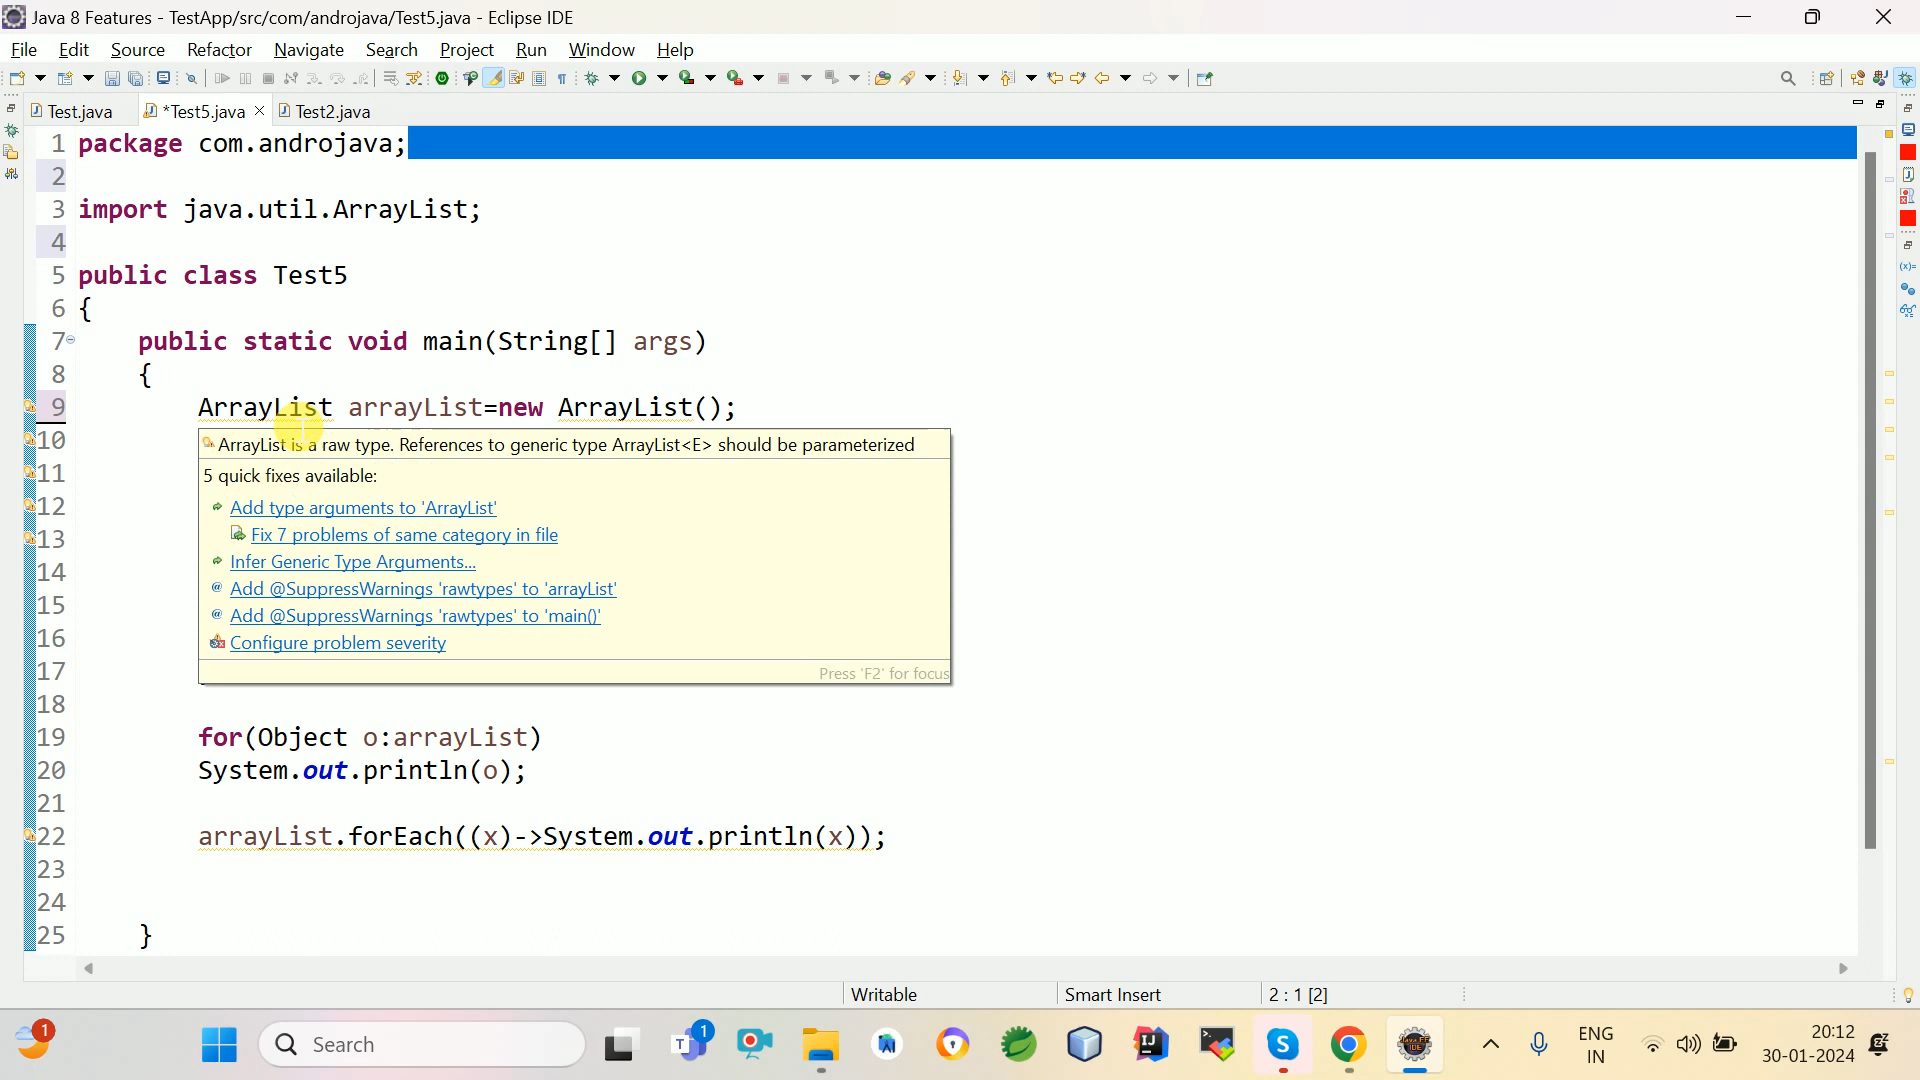 Java 8 Features - TestApp/src/com/androjava/Test5.java - Eclipse IDE
File Edit Source Refactor Navigate Search Project Run Window Help
Test.java *Test5.java Test2.java
1 package com.androjava;
2
3 import java.util.ArrayList;
4
5 public class Test5
6 {
7 public static void main(String[] args)
8 {
9 ArrayList arrayList=new ArrayList();
10 ArrayList is a raw type. References to generic type ArrayList<E> should be parameterized
11 5 quick fixes available:
12 Add type arguments to 'ArrayList'
13 Fix 7 problems of same category in file
14 Infer Generic Type Arguments...
15 Add @SuppressWarnings 'rawtypes' to 'arrayList'
16 Add @SuppressWarnings 'rawtypes' to 'main()'
Configure problem severity
17 Press 'F2' for focus
18
19 for(Object o:arrayList)
20 System.out.println(o);
21
22 arrayList.forEach((x)->System.out.println(x));
23
24
25 }
Writable Smart Insert 2 : 1 [2]
1 Search 1 ENG 20:12
IN 30-01-2024